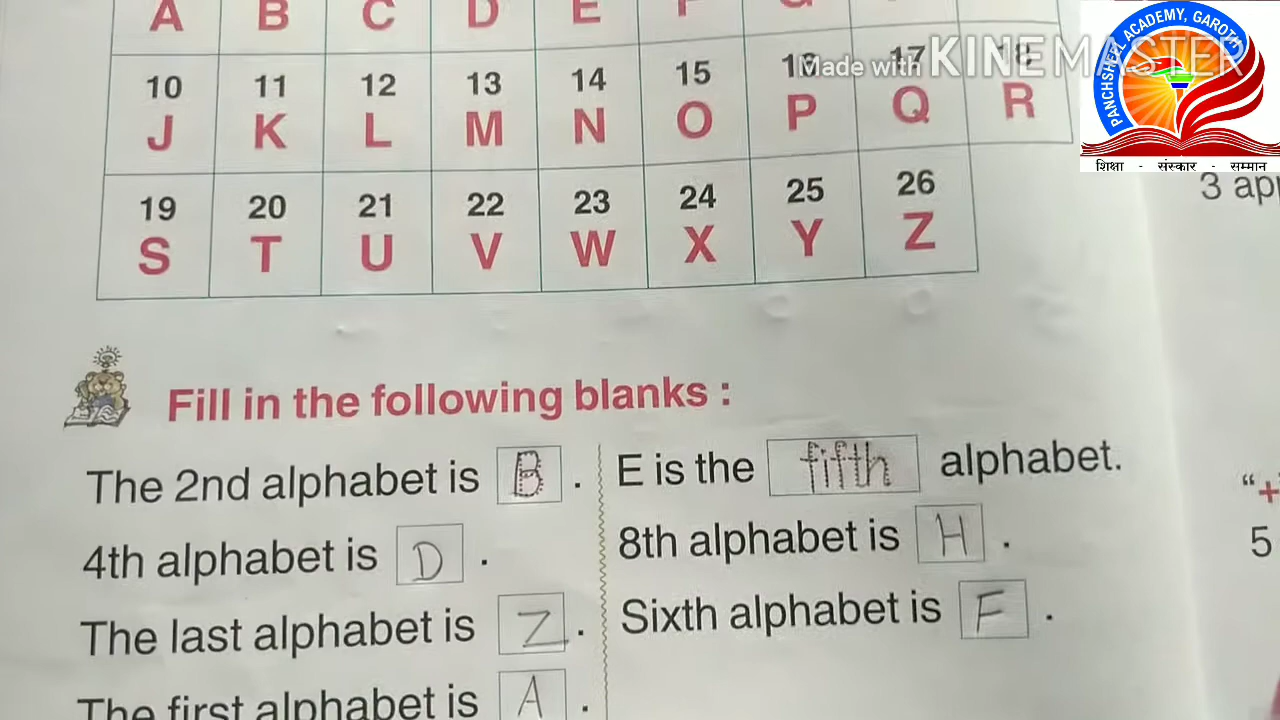 A B C D E F G
10 11 12 13 14 15 16 17 18
J K L M N O P Q R
19 20 21 22 23 24 25 26
S T U V W X Y Z
Made with KINEMASTER
PANCHSHEEL ACADEMY, GAROTH
शिक्षा - संस्कार - सम्मान
Fill in the following blanks :
The 2nd alphabet is B .
4th alphabet is D .
The last alphabet is Z .
The first alphabet is A .
E is the fifth alphabet.
8th alphabet is H .
Sixth alphabet is F .
3
"+
5